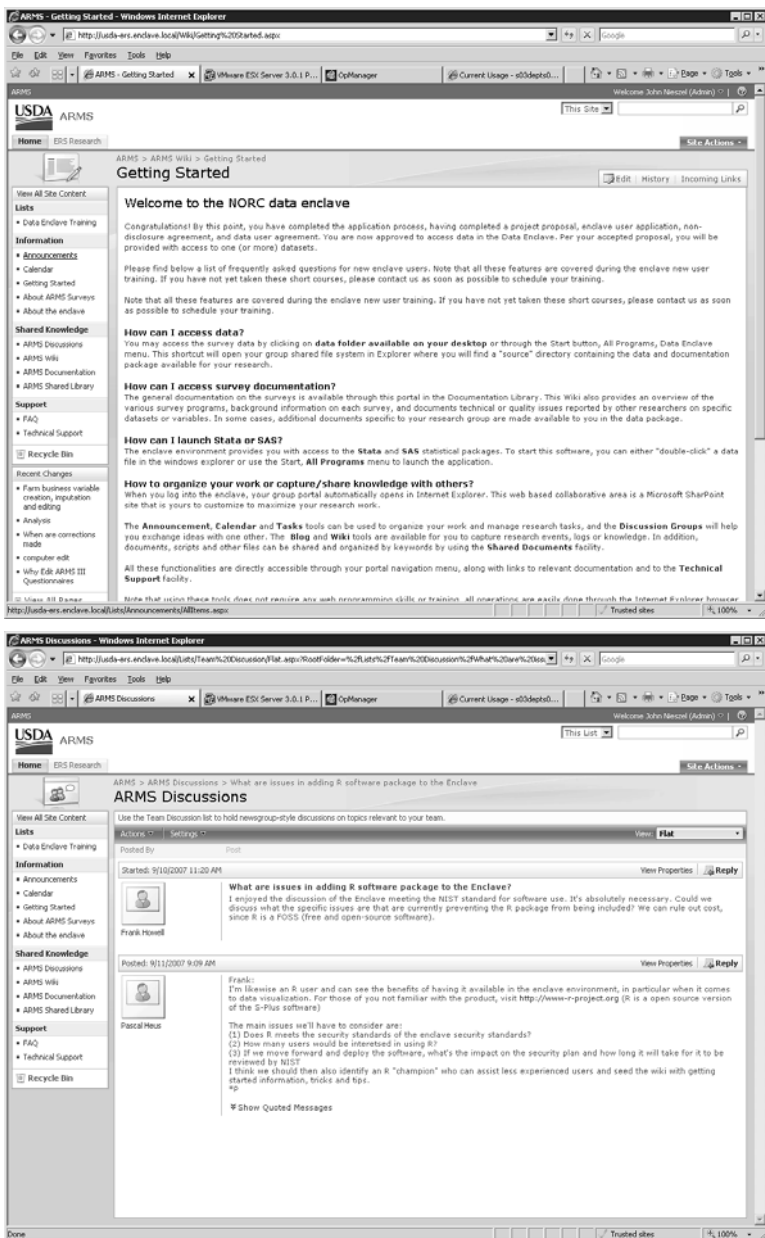 ARMS - Getting Started - Windows Internet Explorer
http://usda-ers.enclave.local/Wiki/Getting%20Started.aspx
Google
File Edit View Favorites Tools Help
ARMS - Getting Started
VMware ESX Server 3.0.1 P...
OpManager
Current Usage - s03depts0...
Page Tools
ARMS
Welcome John Nieszel (Admin)
USDA ARMS
This Site
Home ERS Research
Site Actions
ARMS > ARMS Wiki > Getting Started
Getting Started
Edit | History | Incoming Links
View All Site Content
Lists
Data Enclave Training
Information
Announcements
Calendar
Getting Started
About ARMS Surveys
About the enclave
Shared Knowledge
ARMS Discussions
ARMS Wiki
ARMS Documentation
ARMS Shared Library
Support
FAQ
Technical Support
Recycle Bin
Recent Changes
Farm business variable
creation, imputation
and editing
Analysis
When are corrections
made
computer edit
Why Edit ARMS III
Questionnaires
View All Pages
Welcome to the NORC data enclave
Congratulations! By this point, you have completed the application process, having completed a project proposal, enclave user application, non-
disclosure agreement, and data user agreement. You are now approved to access data in the Data Enclave. Per your accepted proposal, you will be
provided with access to one (or more) datasets.
Please find below a list of frequently asked questions for new enclave users. Note that all these features are covered during the enclave new user
training. If you have not yet taken these short courses, please contact us as soon as possible to schedule your training.
Note that all these features are covered during the enclave new user training. If you have not yet taken these short courses, please contact us as soon
as possible to schedule your training.
How can I access data?
You may access the survey data by clicking on data folder available on your desktop or through the Start button, All Programs, Data Enclave
menu. This shortcut will open your group shared file system in Explorer where you will find a "source" directory containing the data and documentation
package available for your research.
How can I access survey documentation?
The general documentation on the surveys is available through this portal in the Documentation Library. This Wiki also provides an overview of the
various survey programs, background information on each survey, and documents technical or quality issues reported by other researchers on specific
datasets or variables. In some cases, additional documents specific to your research group are made available to you in the data package.
How can I launch Stata or SAS?
The enclave environment provides you with access to the Stata and SAS statistical packages. To start this software, you can either "double-click" a data
file in the windows explorer or use the Start, All Programs menu to launch the application.
How to organize your work or capture/share knowledge with others?
When you log into the enclave, your group portal automatically opens in Internet Explorer. This web based collaborative area is a Microsoft SharePoint
site that is yours to customize to maximize your research work.
The Announcement, Calendar and Tasks tools can be used to organize your work and manage research tasks, and the Discussion Groups will help
you exchange ideas with one other. The Blog and Wiki tools are available for you to capture research events, logs or knowledge. In addition,
documents, scripts and other files can be shared and organized by keywords by using the Shared Documents facility.
All these functionalities are directly accessible through your portal navigation menu, along with links to relevant documentation and to the Technical
Support facility.
Note that using these tools does not require any web programming skills or training, all operations are easily done through the Internet Explorer browser
http://usda-ers.enclave.local/Lists/Announcements/AllItems.aspx
Trusted sites
100%
ARMS Discussions - Windows Internet Explorer
http://usda-ers.enclave.local/Lists/Team%20Discussion/Flat.aspx?RootFolder=%2fLists%2fTeam%20Discussion%2fWhat%20are%20issu
Google
File Edit View Favorites Tools Help
ARMS Discussions
VMware ESX Server 3.0.1 P...
OpManager
Current Usage - s03depts0...
Page Tools
ARMS
Welcome John Nieszel (Admin)
USDA ARMS
This List
Home ERS Research
Site Actions
ARMS > ARMS Discussions > What are issues in adding R software package to the Enclave
ARMS Discussions
View All Site Content
Lists
Data Enclave Training
Information
Announcements
Calendar
Getting Started
About ARMS Surveys
About the enclave
Shared Knowledge
ARMS Discussions
ARMS Wiki
ARMS Documentation
ARMS Shared Library
Support
FAQ
Technical Support
Recycle Bin
Use the Team Discussion list to hold newsgroup-style discussions on topics relevant to your team.
Actions Settings
View: Flat
Posted By Post
Started: 9/10/2007 11:20 AM
View Properties Reply
Frank Howell
What are issues in adding R software package to the Enclave?
I enjoyed the discussion of the Enclave meeting the NIST standard for software use. It's absolutely necessary. Could we
discuss what the specific issues are that are currently preventing the R package from being included? We can rule out cost,
since R is a FOSS (free and open-source software).
Posted: 9/11/2007 9:09 AM
View Properties Reply
Pascal Heus
Frank:
I'm likewise an R user and can see the benefits of having it available in the enclave environment, in particular when it comes
to data visualization. For those of you not familiar with the product, visit http://www-r-project.org (R is a open source version
of the S-Plus software)
The main issues we'll have to consider are:
(1) Does R meets the security standards of the enclave security standards?
(2) How many users would be interetsed in using R?
(3) If we move forward and deploy the software, what's the impact on the security plan and how long it will take for it to be
reviewed by NIST
I think we should then also identify an R "champion" who can assist less experienced users and seed the wiki with getting
started information, tricks and tips.
*P
Show Quoted Messages
Done
Trusted sites
100%